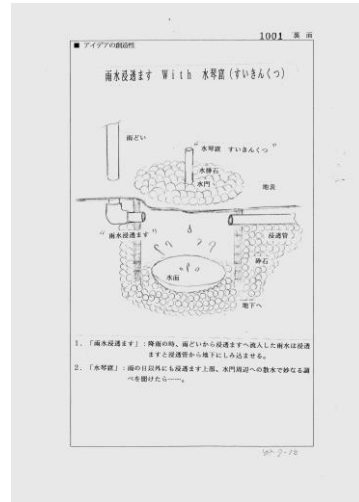 1001 裏面
■ アイデアの創造性
雨水浸透ます With 水琴窟(すいきんくつ)
雨どい
"水琴窟 すいきんくつ"
水鉢石
水門
地表
"雨水浸透ます"
浸透管
砕石
水面
地下へ
1.「雨水浸透ます」:降雨の時、雨どいから浸透ますへ流入した雨水は浸透
ますと浸透管から地下にしみ込ませる。
2.「水琴窟」:雨の日以外にも浸透ます上部、水門周辺への散水で妙なる調
べを聞けたら……。